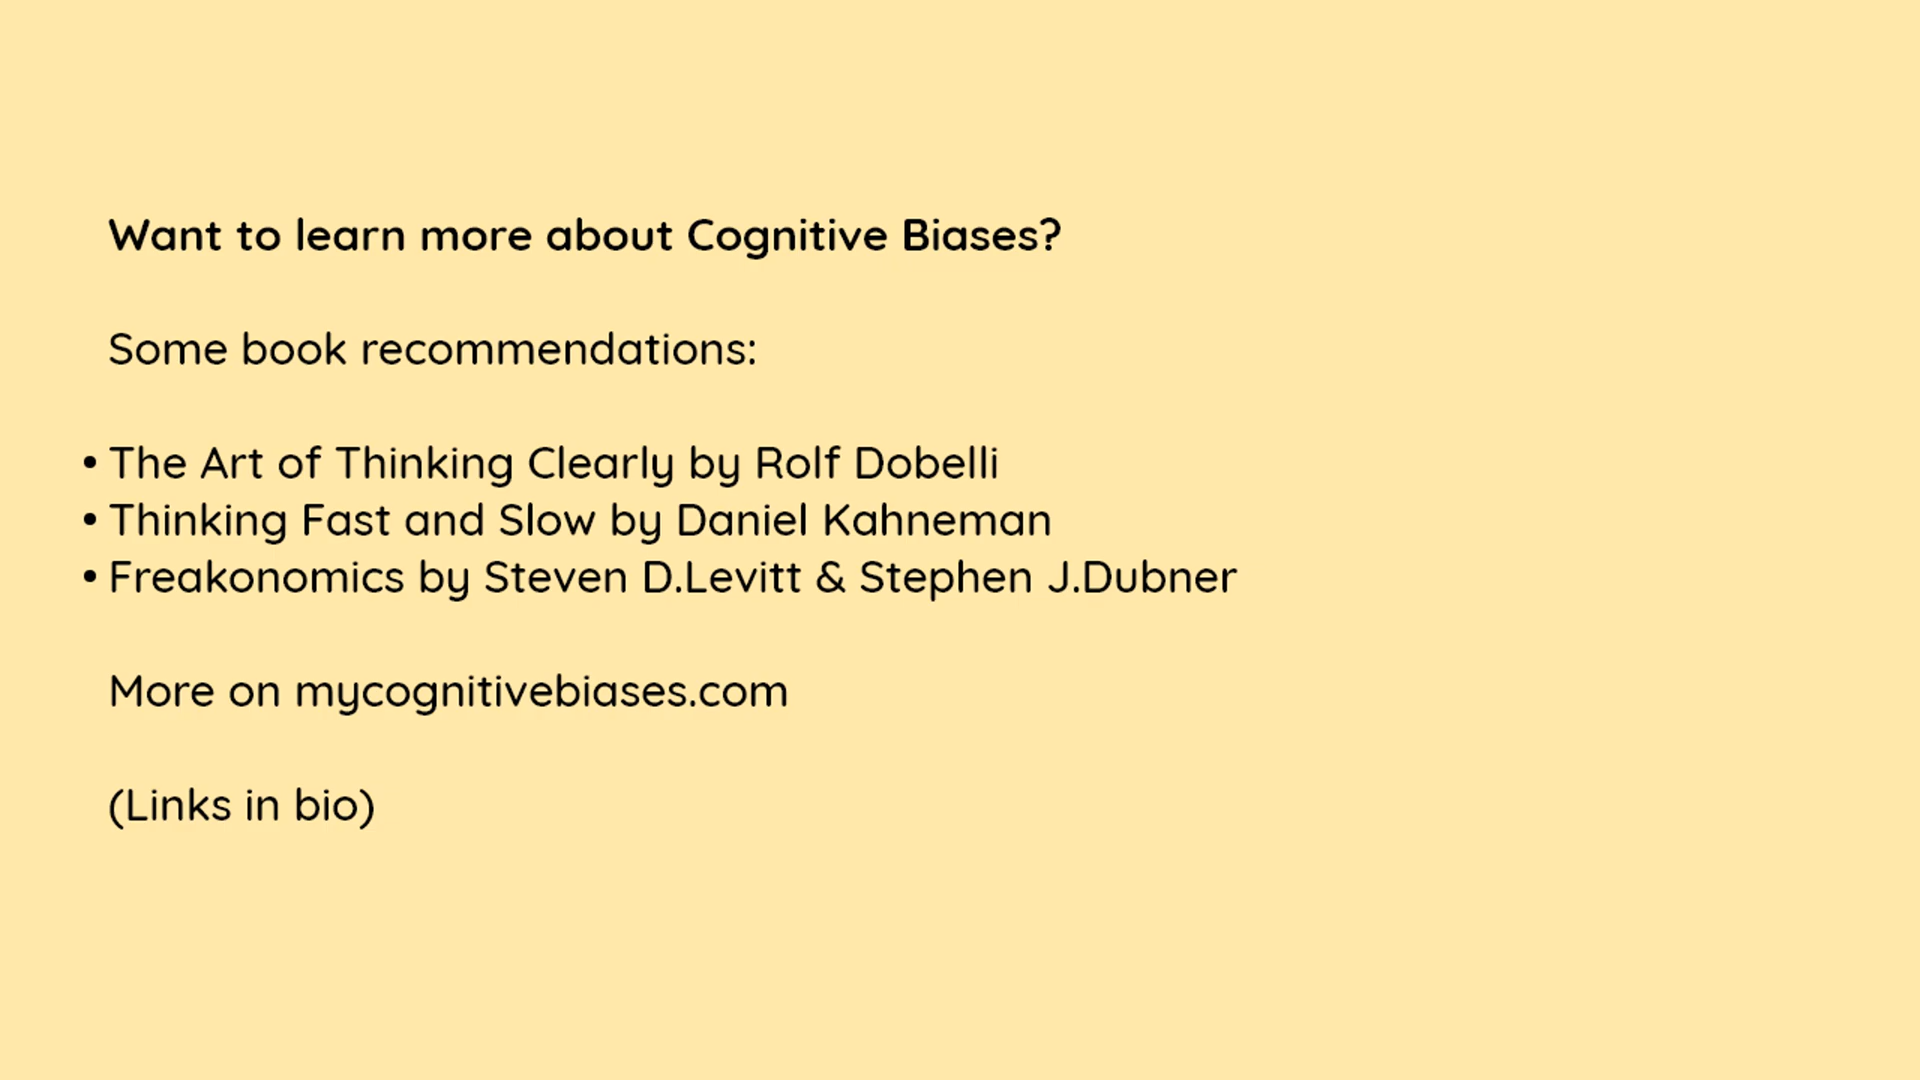 Want to learn more about Cognitive Biases?
Some book recommendations:
• The Art of Thinking Clearly by Rolf Dobelli
• Thinking Fast and Slow by Daniel Kahneman
• Freakonomics by Steven D.Levitt & Stephen J.Dubner
More on mycognitivebiases.com
(Links in bio)